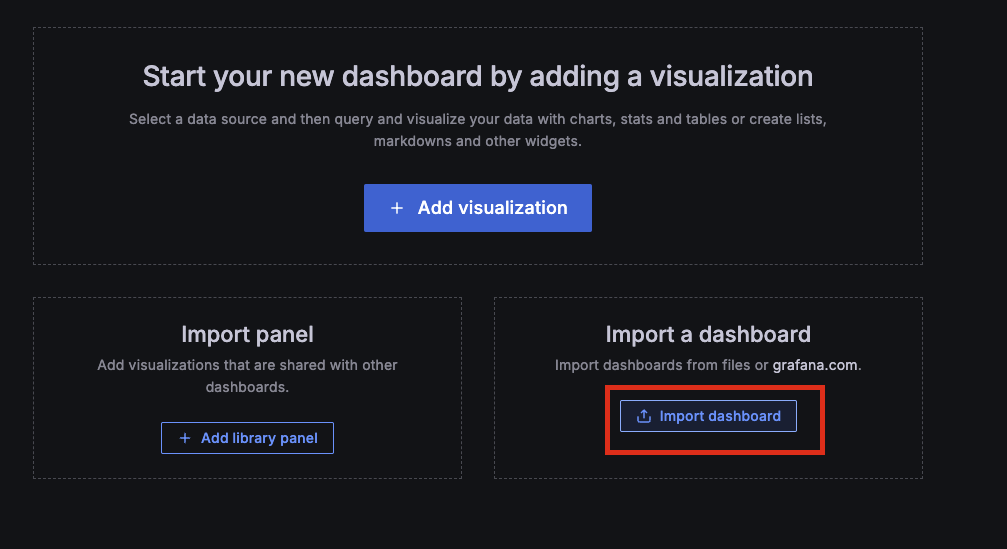 Start your new dashboard by adding a visualization
Select a data source and then query and visualize your data with charts, stats and tables or create lists,
markdowns and other widgets.
+ Add visualization
Import panel
Add visualizations that are shared with other
dashboards.
+ Add library panel
Import a dashboard
Import dashboards from files or grafana.com.
Import dashboard